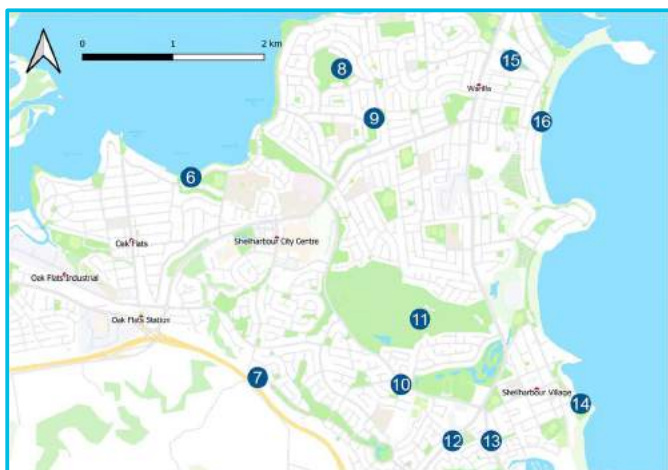 0 1 2 km
8
15
Warilla
9
16
6
Oak Flats
Shellharbour City Centre
Oak Flats Industrial
11
Oak Flats Station
7
10
Shellharbour Village
14
12
13